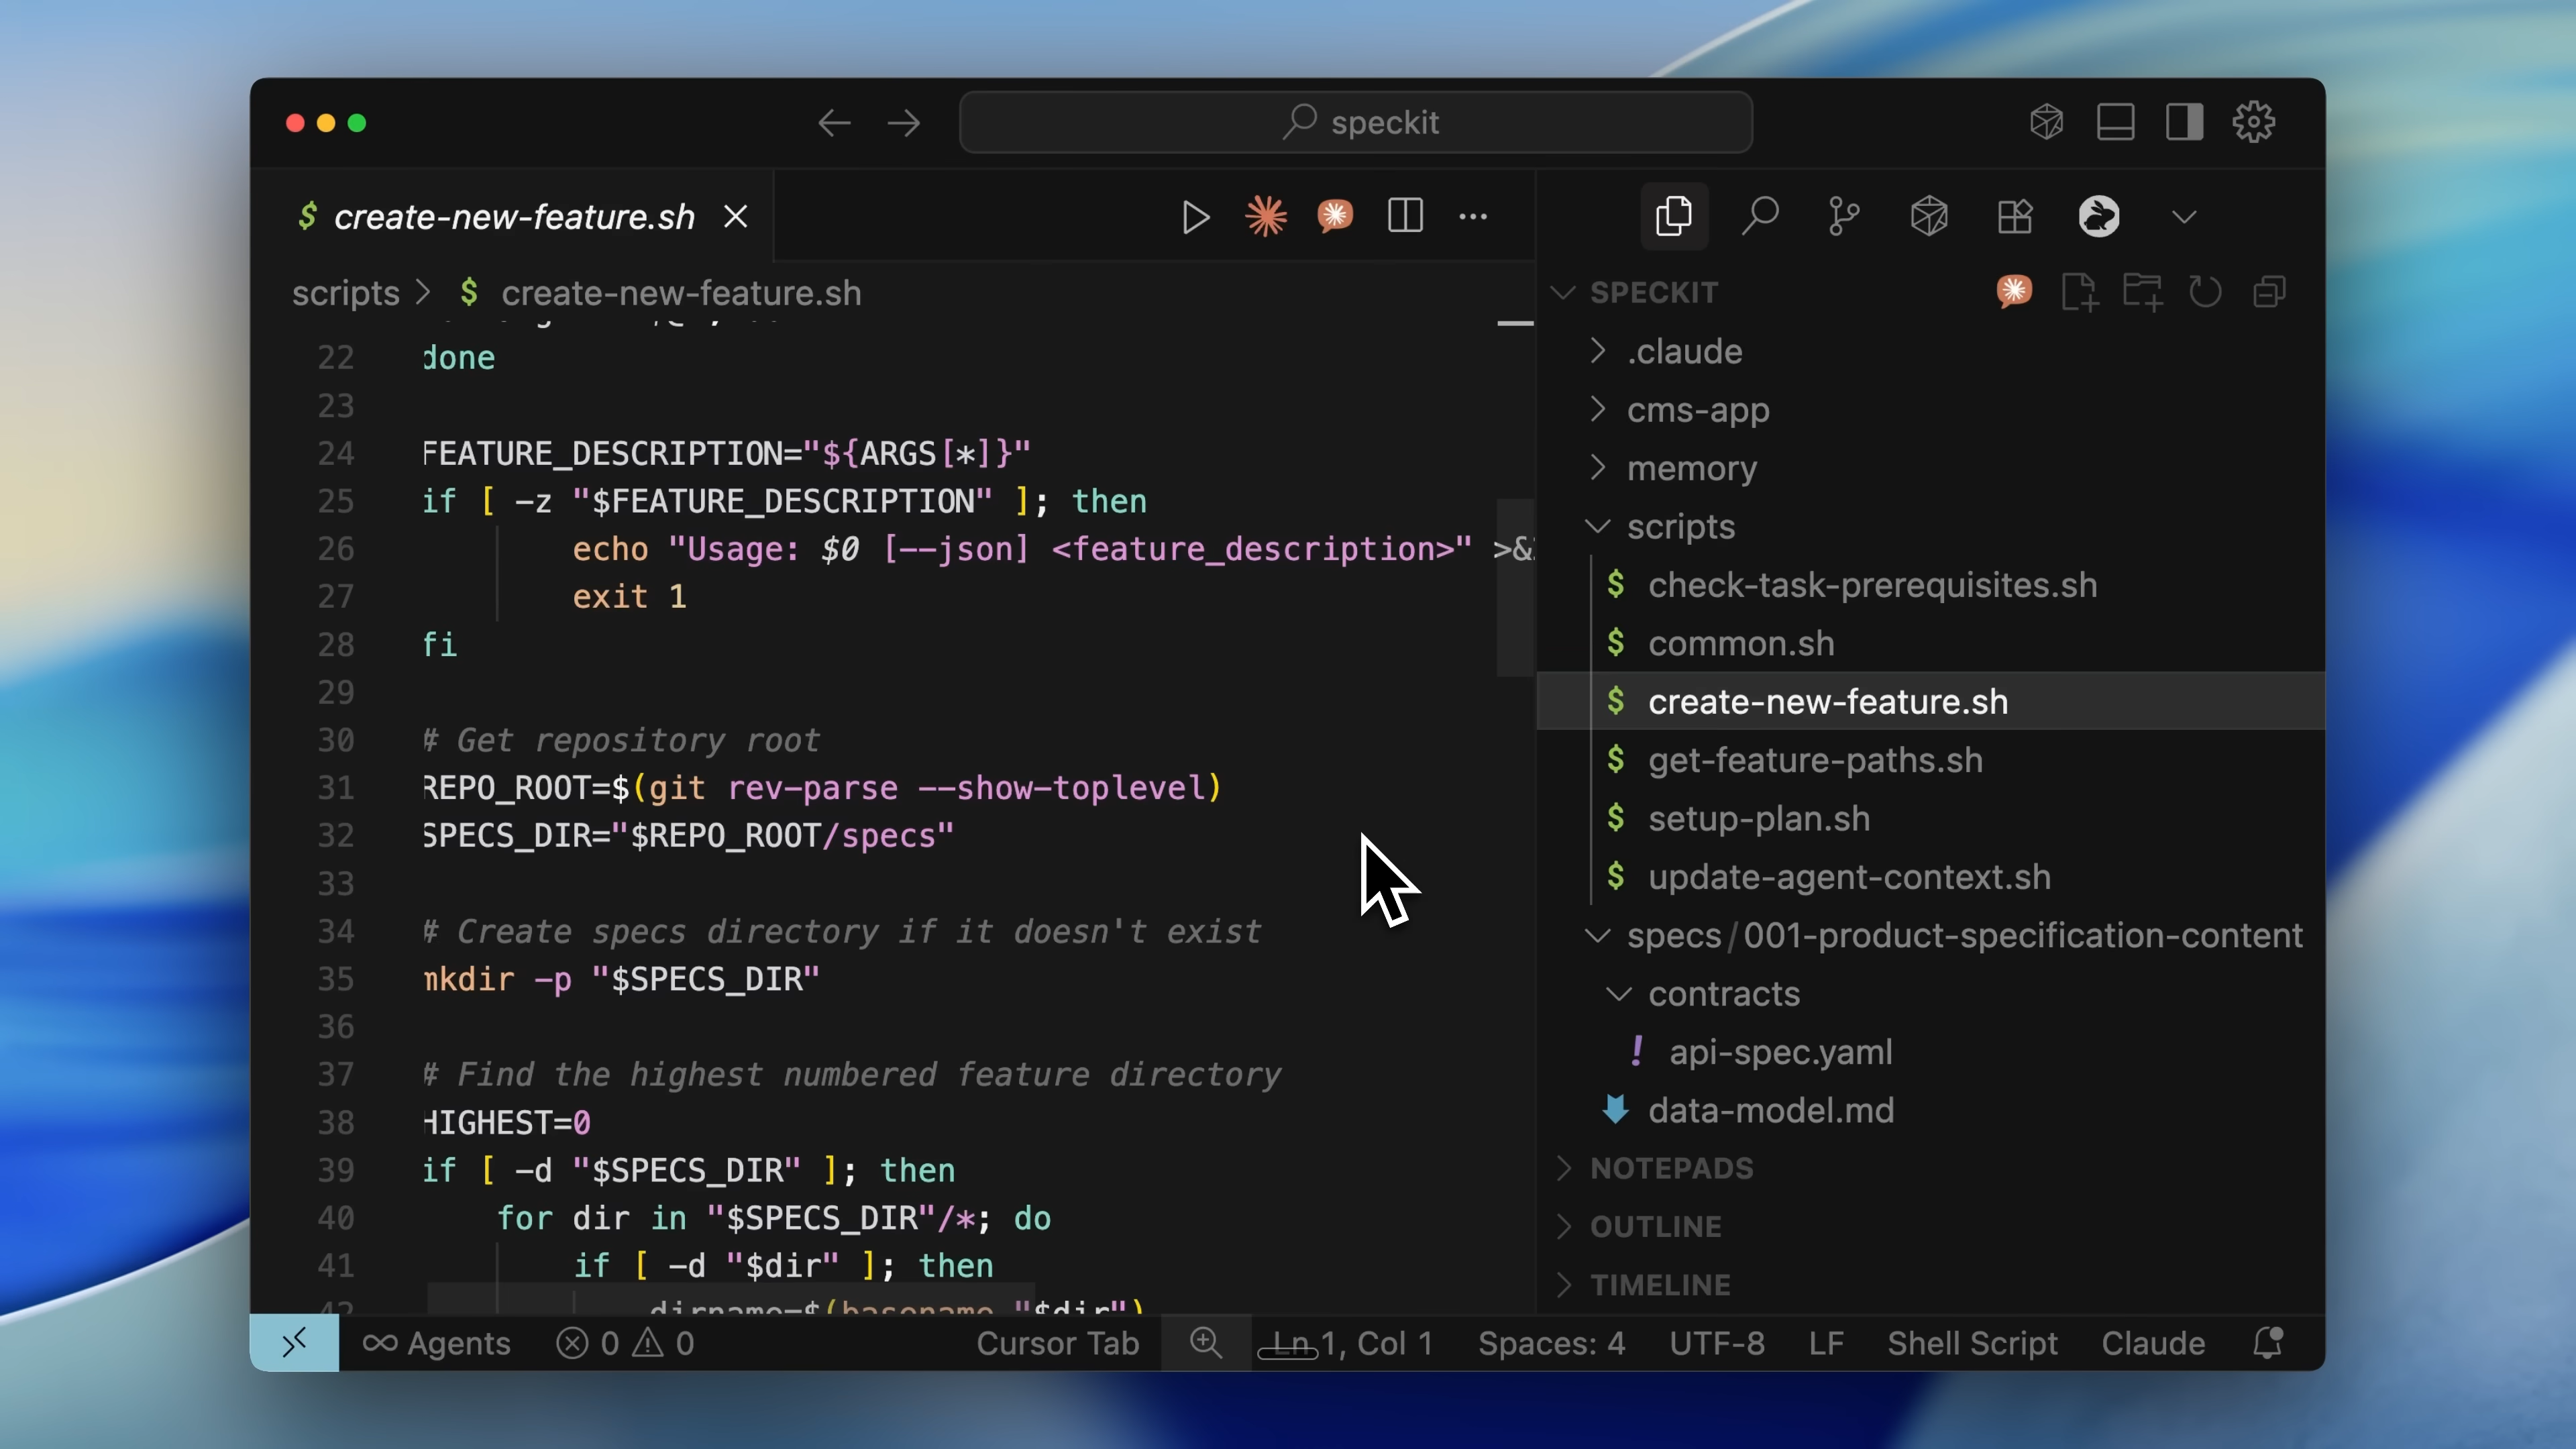 speckit
$ create-new-feature.sh
scripts > $ create-new-feature.sh
22 done
23
24 FEATURE_DESCRIPTION="${ARGS[*]}"
25 if [ -z "$FEATURE_DESCRIPTION" ]; then
26 echo "Usage: $0 [--json] <feature_description>" >&
27 exit 1
28 fi
29
30 # Get repository root
31 REPO_ROOT=$(git rev-parse --show-toplevel)
32 SPECS_DIR="$REPO_ROOT/specs"
33
34 # Create specs directory if it doesn't exist
35 mkdir -p "$SPECS_DIR"
36
37 # Find the highest numbered feature directory
38 HIGHEST=0
39 if [ -d "$SPECS_DIR" ]; then
40 for dir in "$SPECS_DIR"/*; do
41 if [ -d "$dir" ]; then
42 dirname=$(basename "$dir")
SPECKIT
.claude
cms-app
memory
scripts
$ check-task-prerequisites.sh
$ common.sh
$ create-new-feature.sh
$ get-feature-paths.sh
$ setup-plan.sh
$ update-agent-context.sh
specs/001-product-specification-content
contracts
! api-spec.yaml
data-model.md
NOTEPADS
OUTLINE
TIMELINE
Agents 0 0 Cursor Tab Ln 1, Col 1 Spaces: 4 UTF-8 LF Shell Script Claude